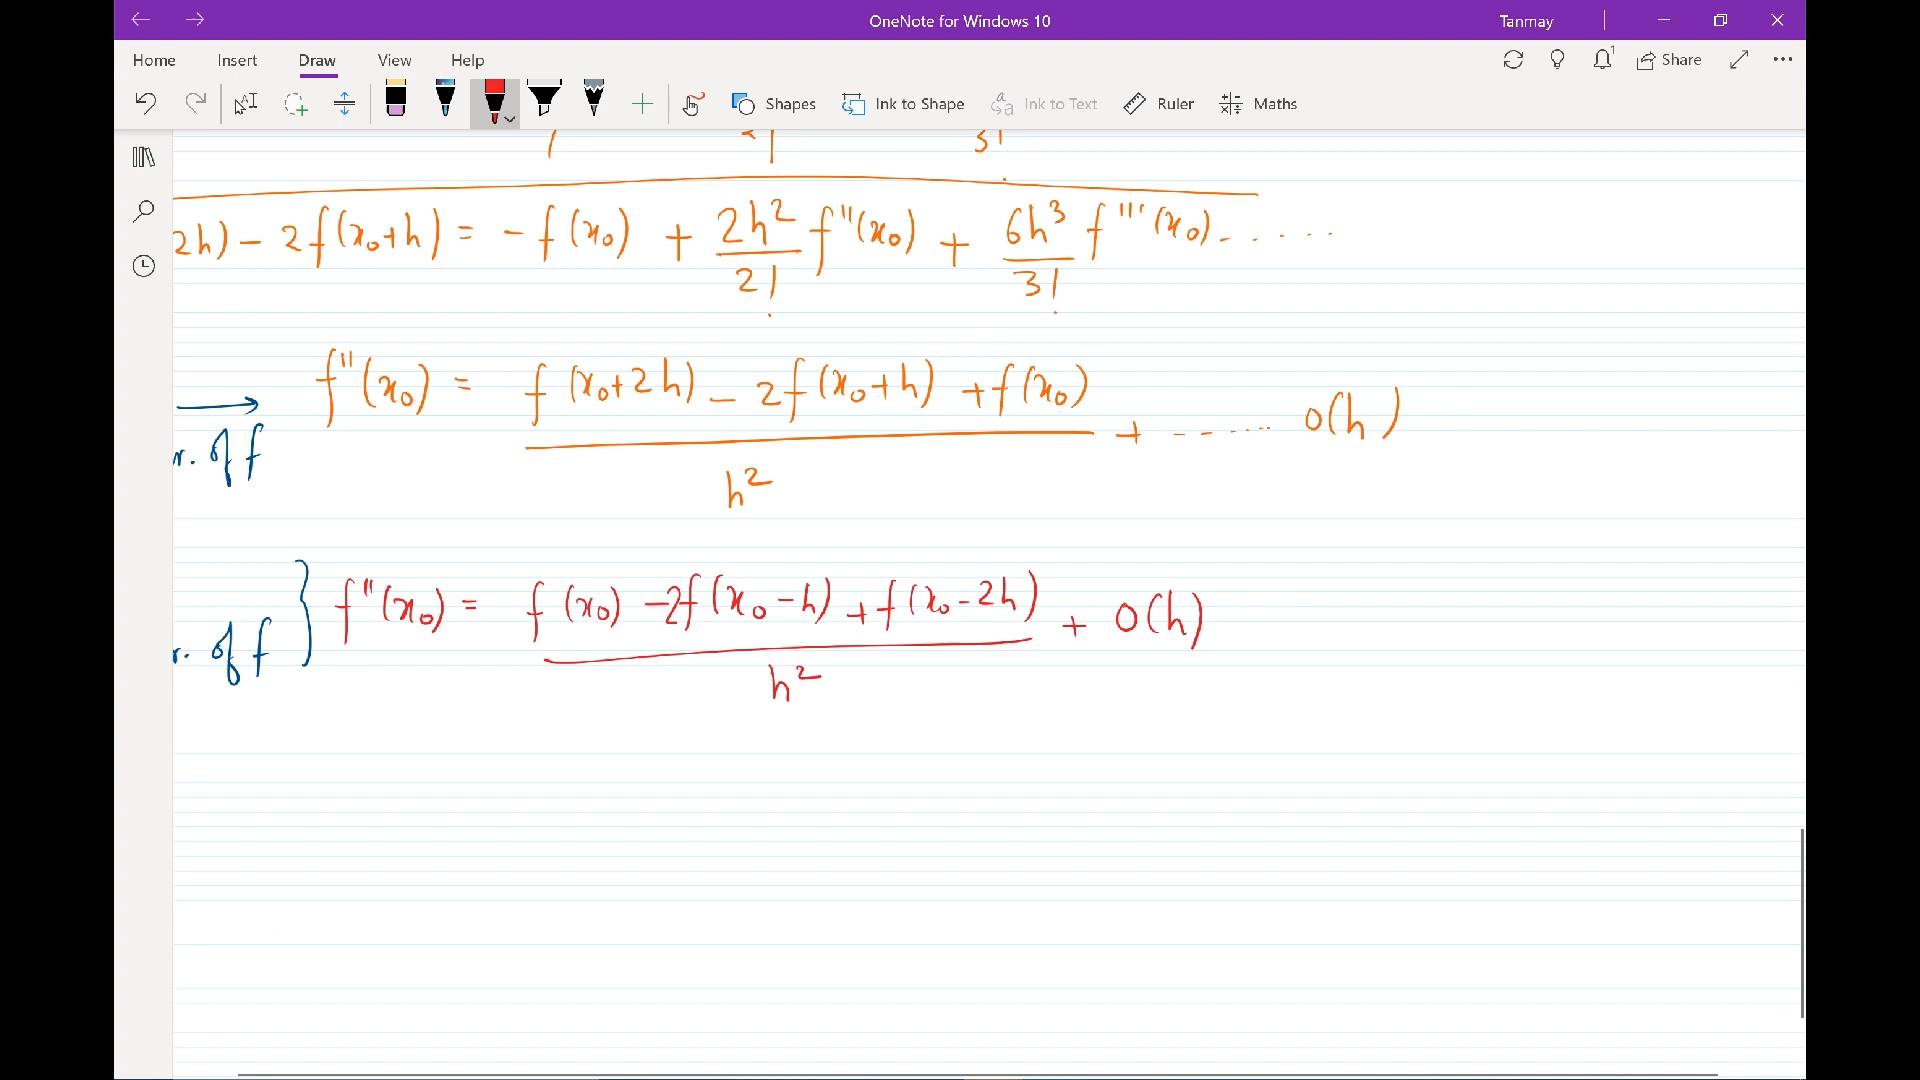 OneNote for Windows 10
Tanmay
Home Insert Draw View Help
1
Share
Shapes Ink to Shape Ink to Text Ruler Maths
3!
2h) - 2f(x₀+h) = - f(x₀) + 2h²/2! f''(x₀) + 6h³/3! f'''(x₀) - .....
f''(x₀) = f(x₀+2h) - 2f(x₀+h) + f(x₀) / h² + ...... O(h)
r. of f
r. of f } f''(x₀) = f(x₀) - 2f(x₀-h) + f(x₀-2h) / h² + O(h)